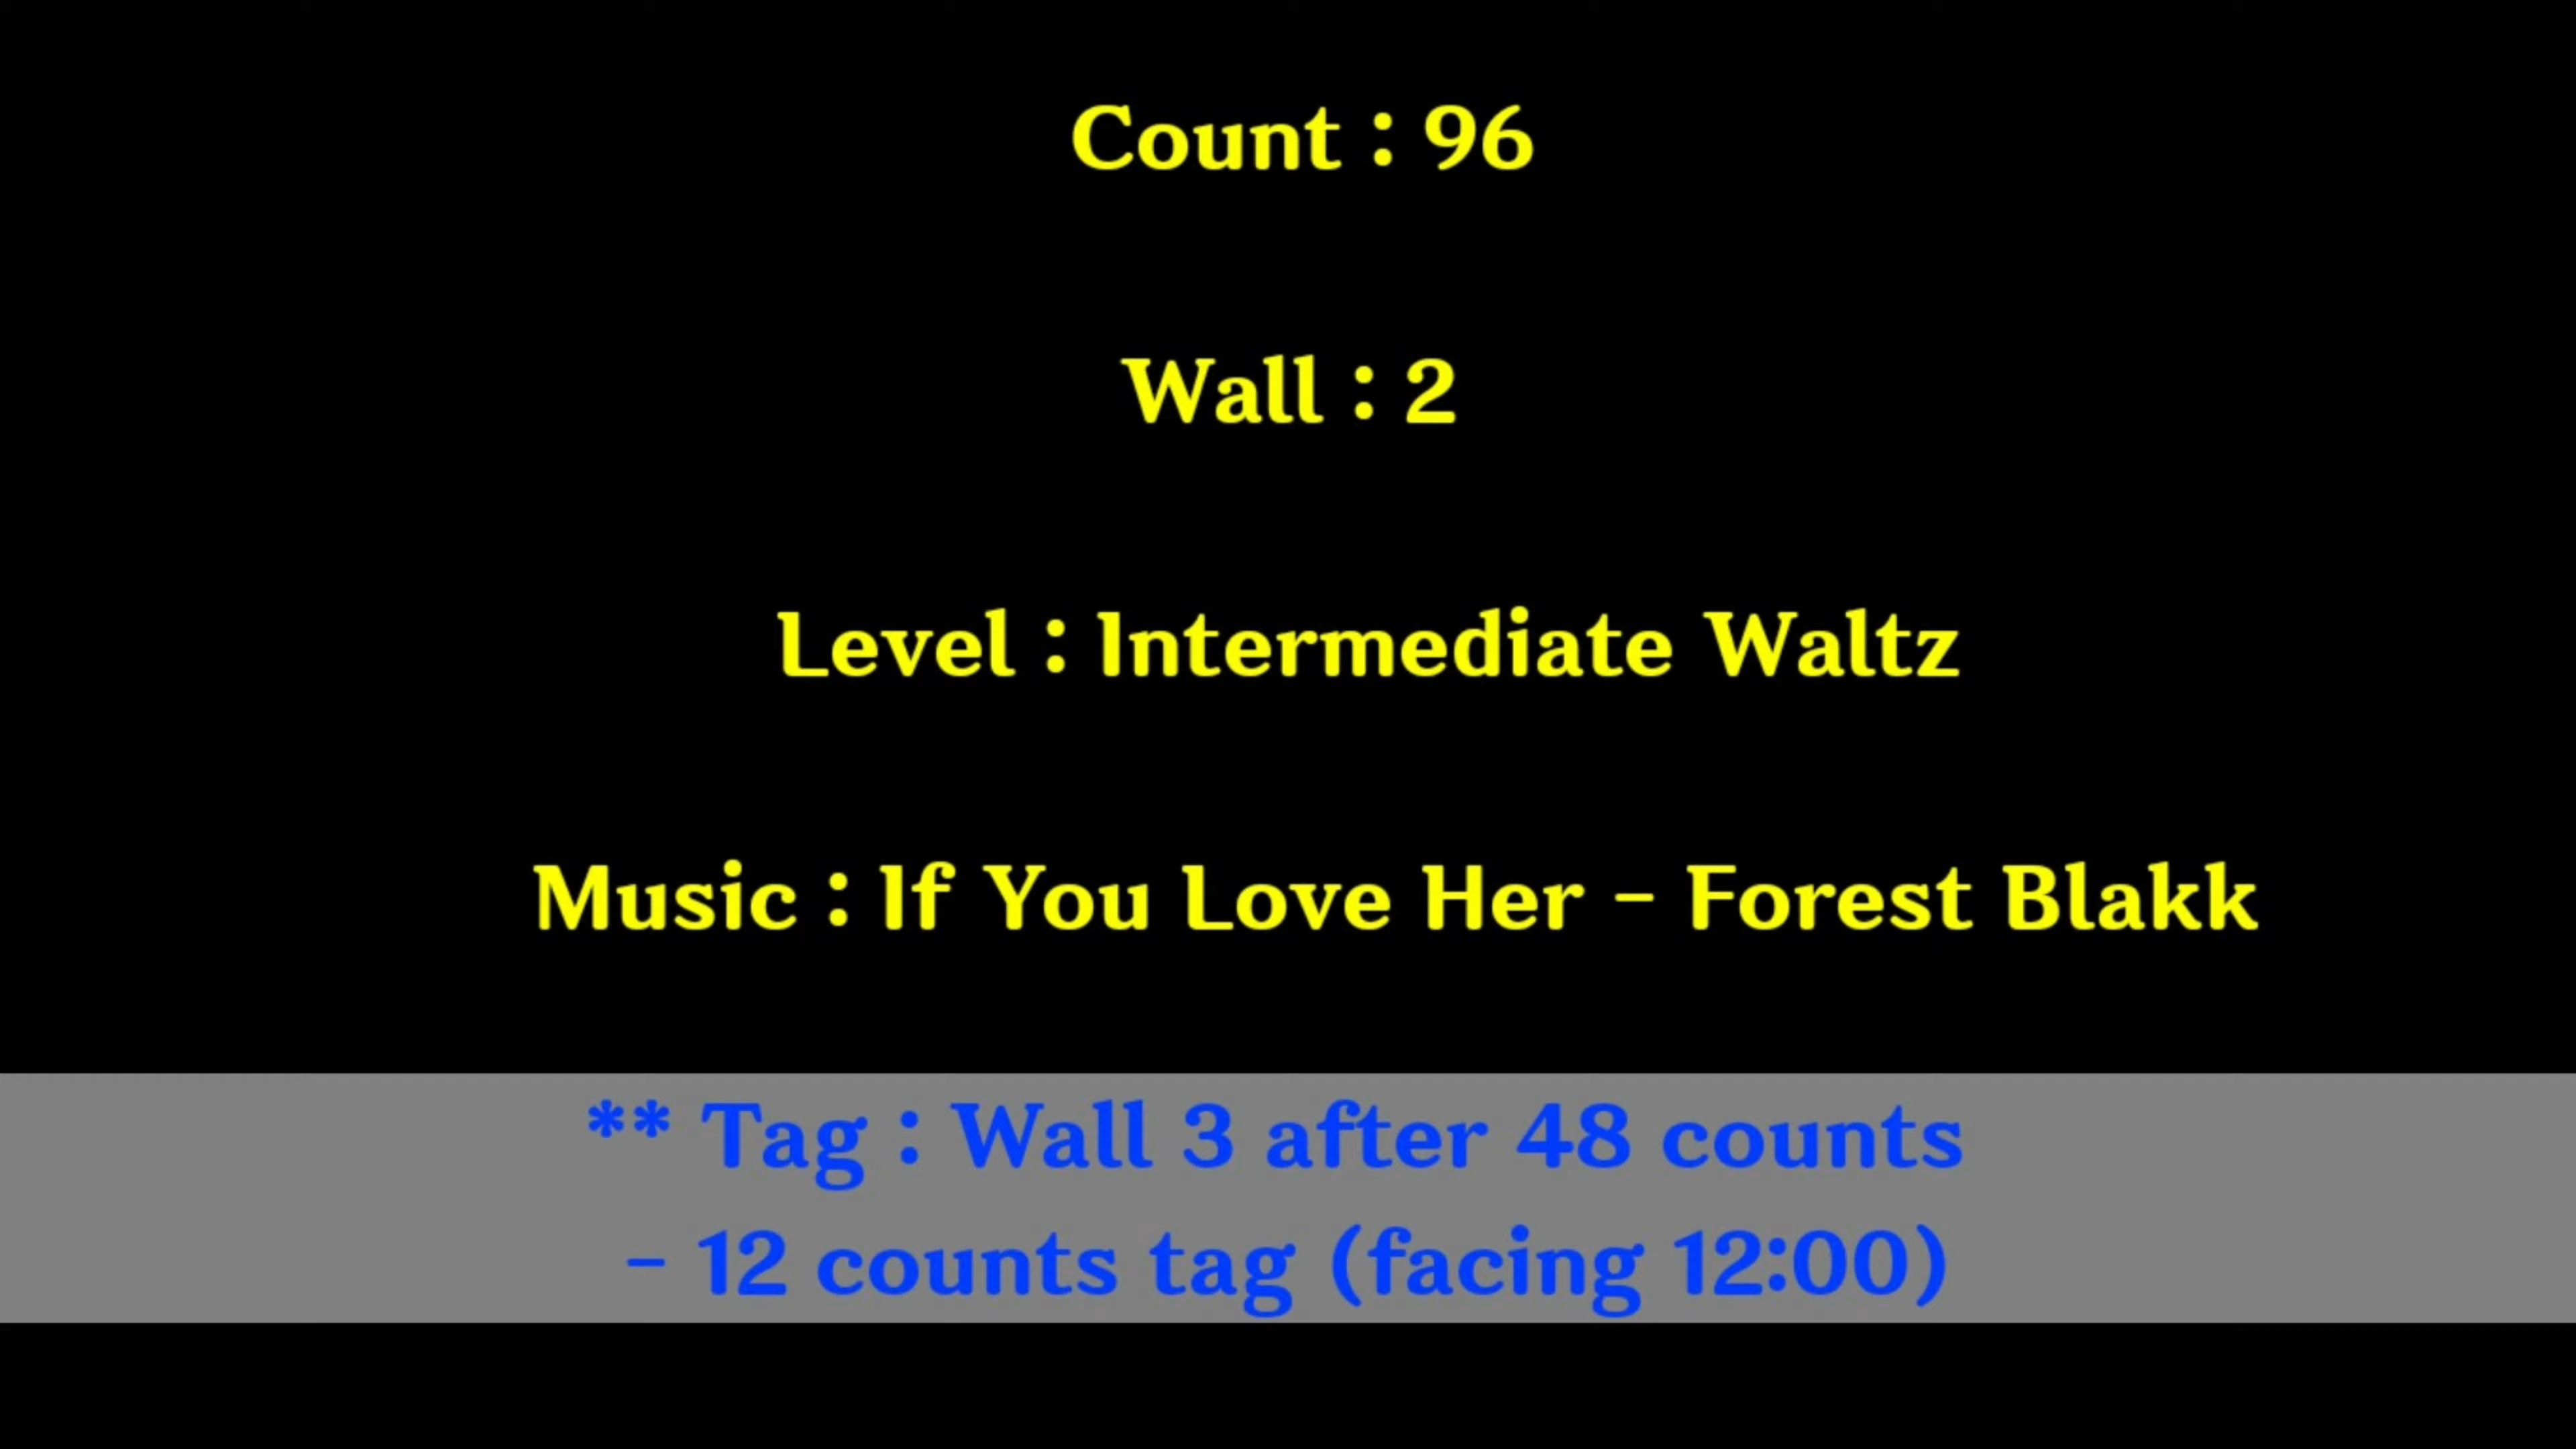 Count : 96
Wall : 2
Level : Intermediate Waltz
Music : If You Love Her - Forest Blakk
** Tag : Wall 3 after 48 counts
- 12 counts tag (facing 12:00)